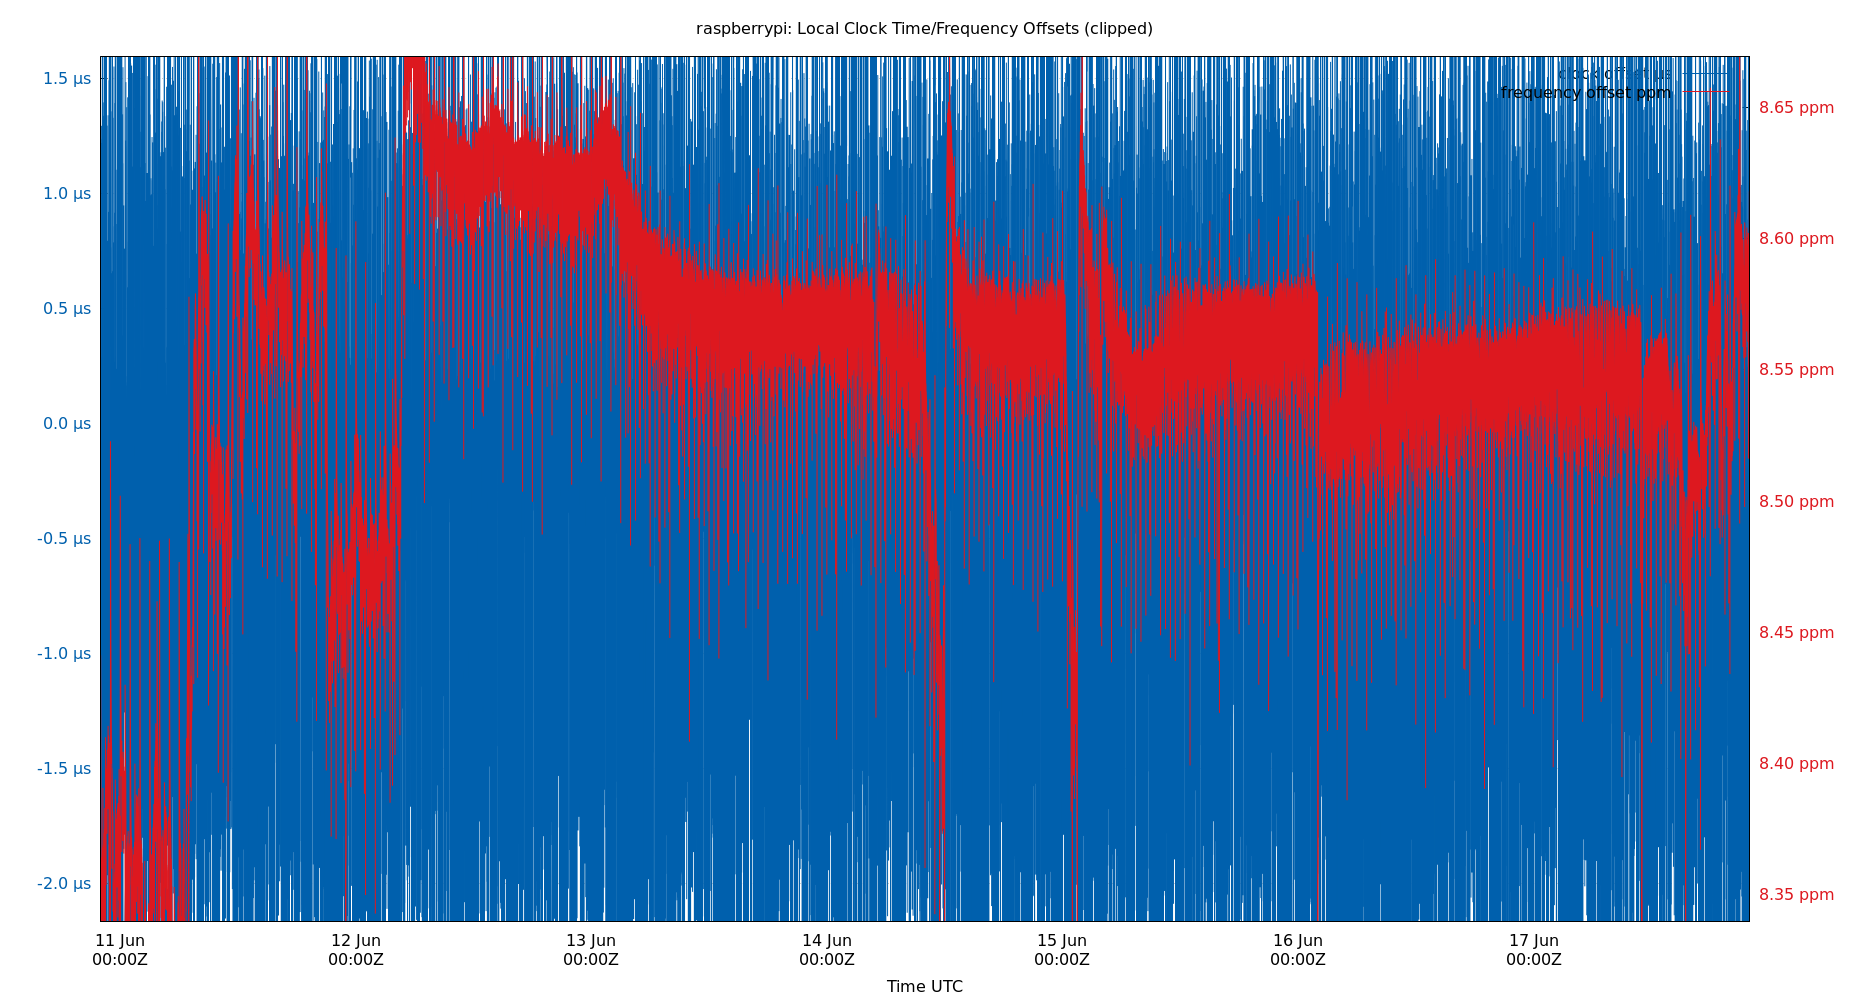 raspberrypi: Local Clock Time/Frequency Offsets (clipped)
clock offset µs
frequency offset ppm
1.5 µs
1.0 µs
0.5 µs
0.0 µs
-0.5 µs
-1.0 µs
-1.5 µs
-2.0 µs
8.65 ppm
8.60 ppm
8.55 ppm
8.50 ppm
8.45 ppm
8.40 ppm
8.35 ppm
11 Jun 12 Jun 13 Jun 14 Jun 15 Jun 16 Jun 17 Jun
00:00Z 00:00Z 00:00Z 00:00Z 00:00Z 00:00Z 00:00Z
Time UTC